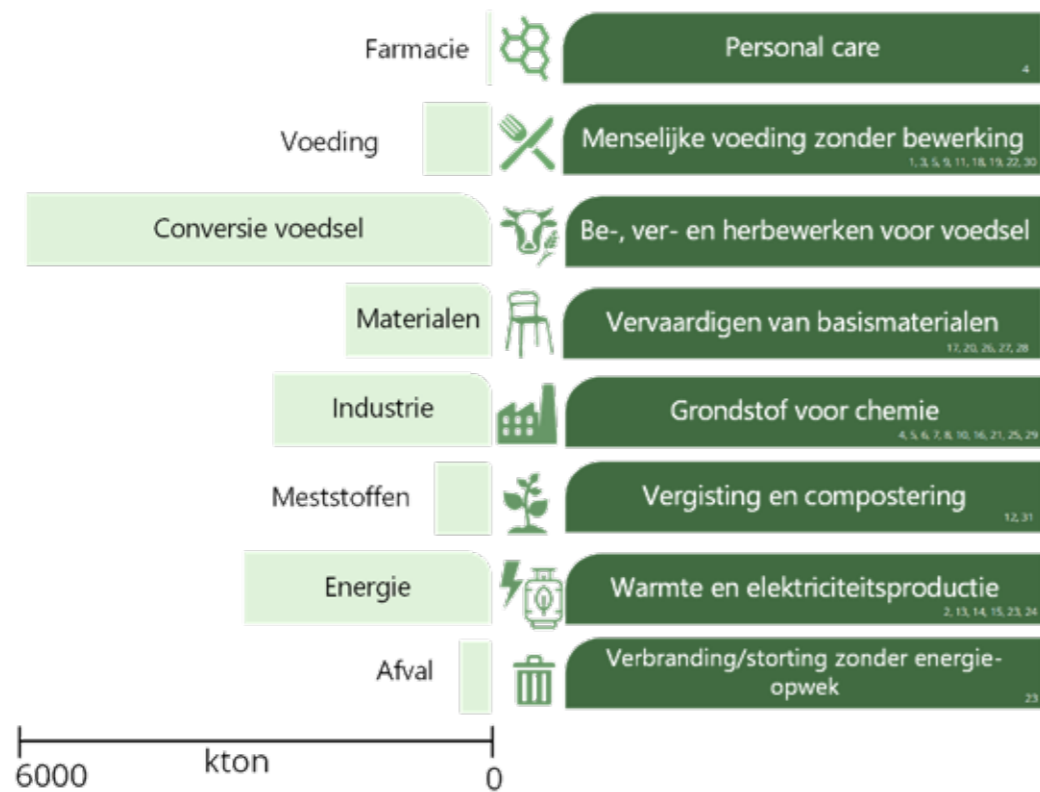 Farmacie
Personal care
4
Voeding
Menselijke voeding zonder bewerking
1, 3, 5, 9, 11, 18, 19, 22, 30
Conversie voedsel
Be-, ver- en herbewerken voor voedsel
Materialen
Vervaardigen van basismaterialen
17, 20, 26, 27, 28
Industrie
Grondstof voor chemie
4, 5, 6, 7, 8, 10, 16, 21, 25, 29
Meststoffen
Vergisting en compostering
12, 31
Energie
Warmte en elektriciteitsproductie
2, 13, 14, 15, 23, 24
Afval
Verbranding/storting zonder energie-
opwek
23
kton
6000
0